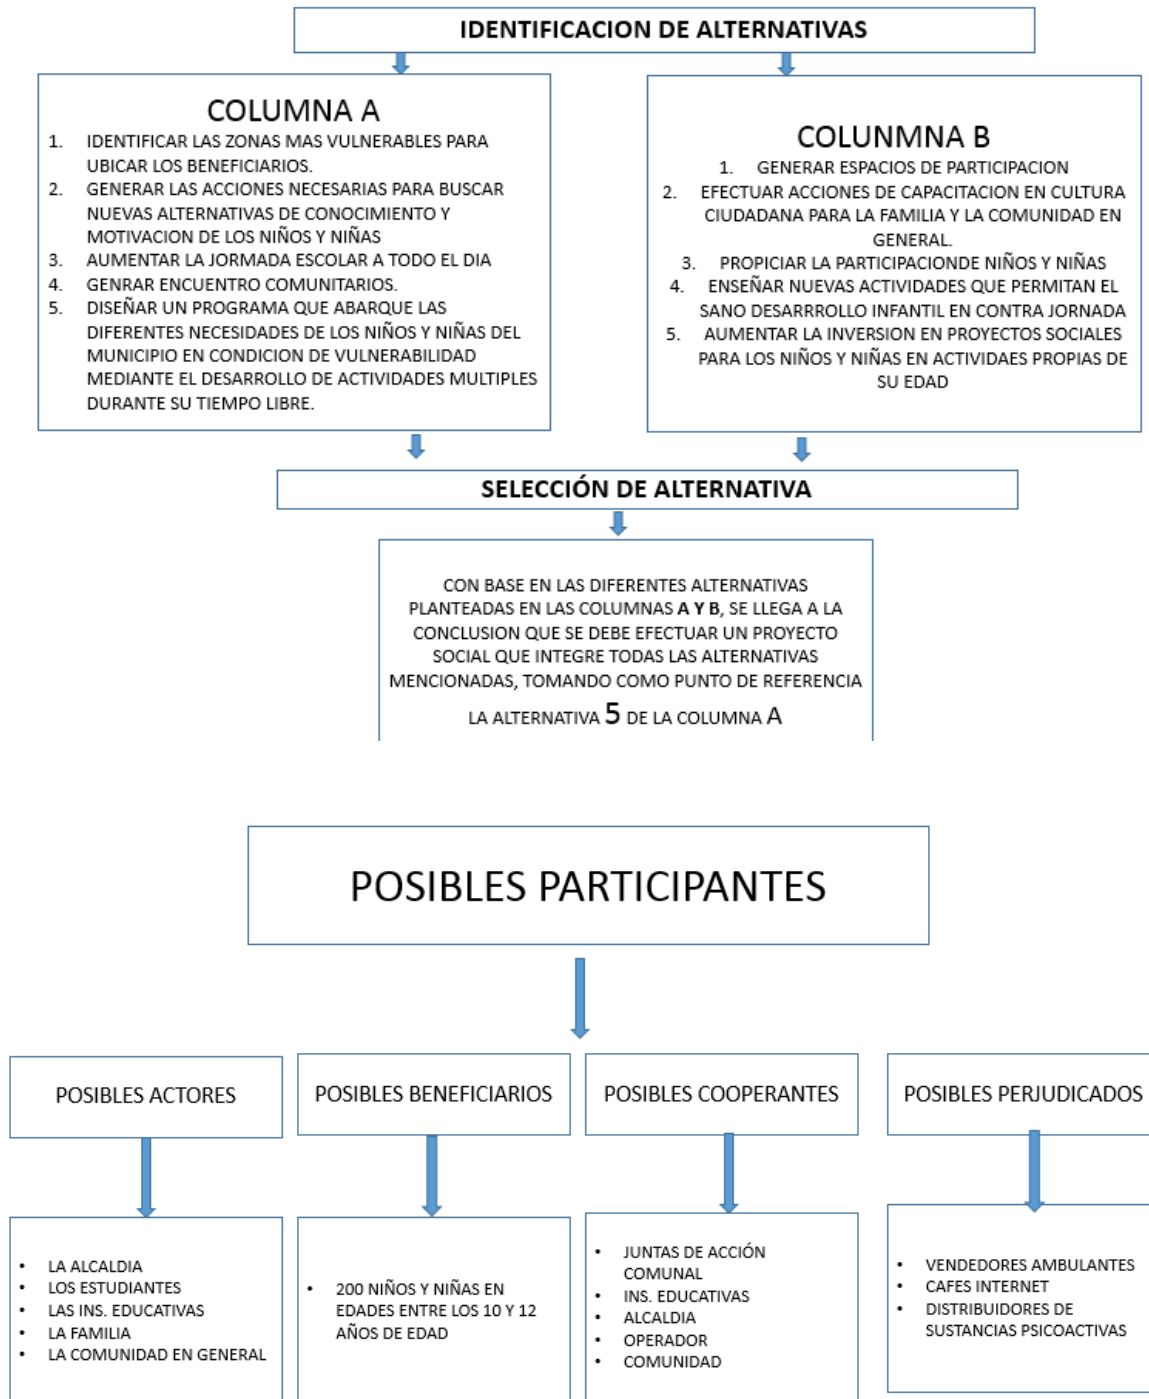 IDENTIFICACION DE ALTERNATIVAS
COLUMNA A
1. IDENTIFICAR LAS ZONAS MAS VULNERABLES PARA
UBICAR LOS BENEFICIARIOS.
2. GENERAR LAS ACCIONES NECESARIAS PARA BUSCAR
NUEVAS ALTERNATIVAS DE CONOCIMIENTO Y
MOTIVACION DE LOS NIÑOS Y NIÑAS
3. AUMENTAR LA JORMADA ESCOLAR A TODO EL DIA
4. GENRAR ENCUENTRO COMUNITARIOS.
5. DISEÑAR UN PROGRAMA QUE ABARQUE LAS
DIFERENTES NECESIDADES DE LOS NIÑOS Y NIÑAS DEL
MUNICIPIO EN CONDICION DE VULNERABILIDAD
MEDIANTE EL DESARROLLO DE ACTIVIDADES MULTIPLES
DURANTE SU TIEMPO LIBRE.
COLUNMNA B
1. GENERAR ESPACIOS DE PARTICIPACION
2. EFECTUAR ACCIONES DE CAPACITACION EN CULTURA
CIUDADANA PARA LA FAMILIA Y LA COMUNIDAD EN
GENERAL.
3. PROPICIAR LA PARTICIPACIONDE NIÑOS Y NIÑAS
4. ENSEÑAR NUEVAS ACTIVIDADES QUE PERMITAN EL
SANO DESARRROLLO INFANTIL EN CONTRA JORNADA
5. AUMENTAR LA INVERSION EN PROYECTOS SOCIALES
PARA LOS NIÑOS Y NIÑAS EN ACTIVIDAES PROPIAS DE
SU EDAD
SELECCIÓN DE ALTERNATIVA
CON BASE EN LAS DIFERENTES ALTERNATIVAS
PLANTEADAS EN LAS COLUMNAS A Y B, SE LLEGA A LA
CONCLUSION QUE SE DEBE EFECTUAR UN PROYECTO
SOCIAL QUE INTEGRE TODAS LAS ALTERNATIVAS
MENCIONADAS, TOMANDO COMO PUNTO DE REFERENCIA
LA ALTERNATIVA 5 DE LA COLUMNA A
POSIBLES PARTICIPANTES
POSIBLES ACTORES
• LA ALCALDIA
• LOS ESTUDIANTES
• LAS INS. EDUCATIVAS
• LA FAMILIA
• LA COMUNIDAD EN GENERAL
POSIBLES BENEFICIARIOS
• 200 NIÑOS Y NIÑAS EN
EDADES ENTRE LOS 10 Y 12
AÑOS DE EDAD
POSIBLES COOPERANTES
• JUNTAS DE ACCIÓN
COMUNAL
• INS. EDUCATIVAS
• ALCALDIA
• OPERADOR
• COMUNIDAD
POSIBLES PERJUDICADOS
• VENDEDORES AMBULANTES
• CAFES INTERNET
• DISTRIBUIDORES DE
SUSTANCIAS PSICOACTIVAS